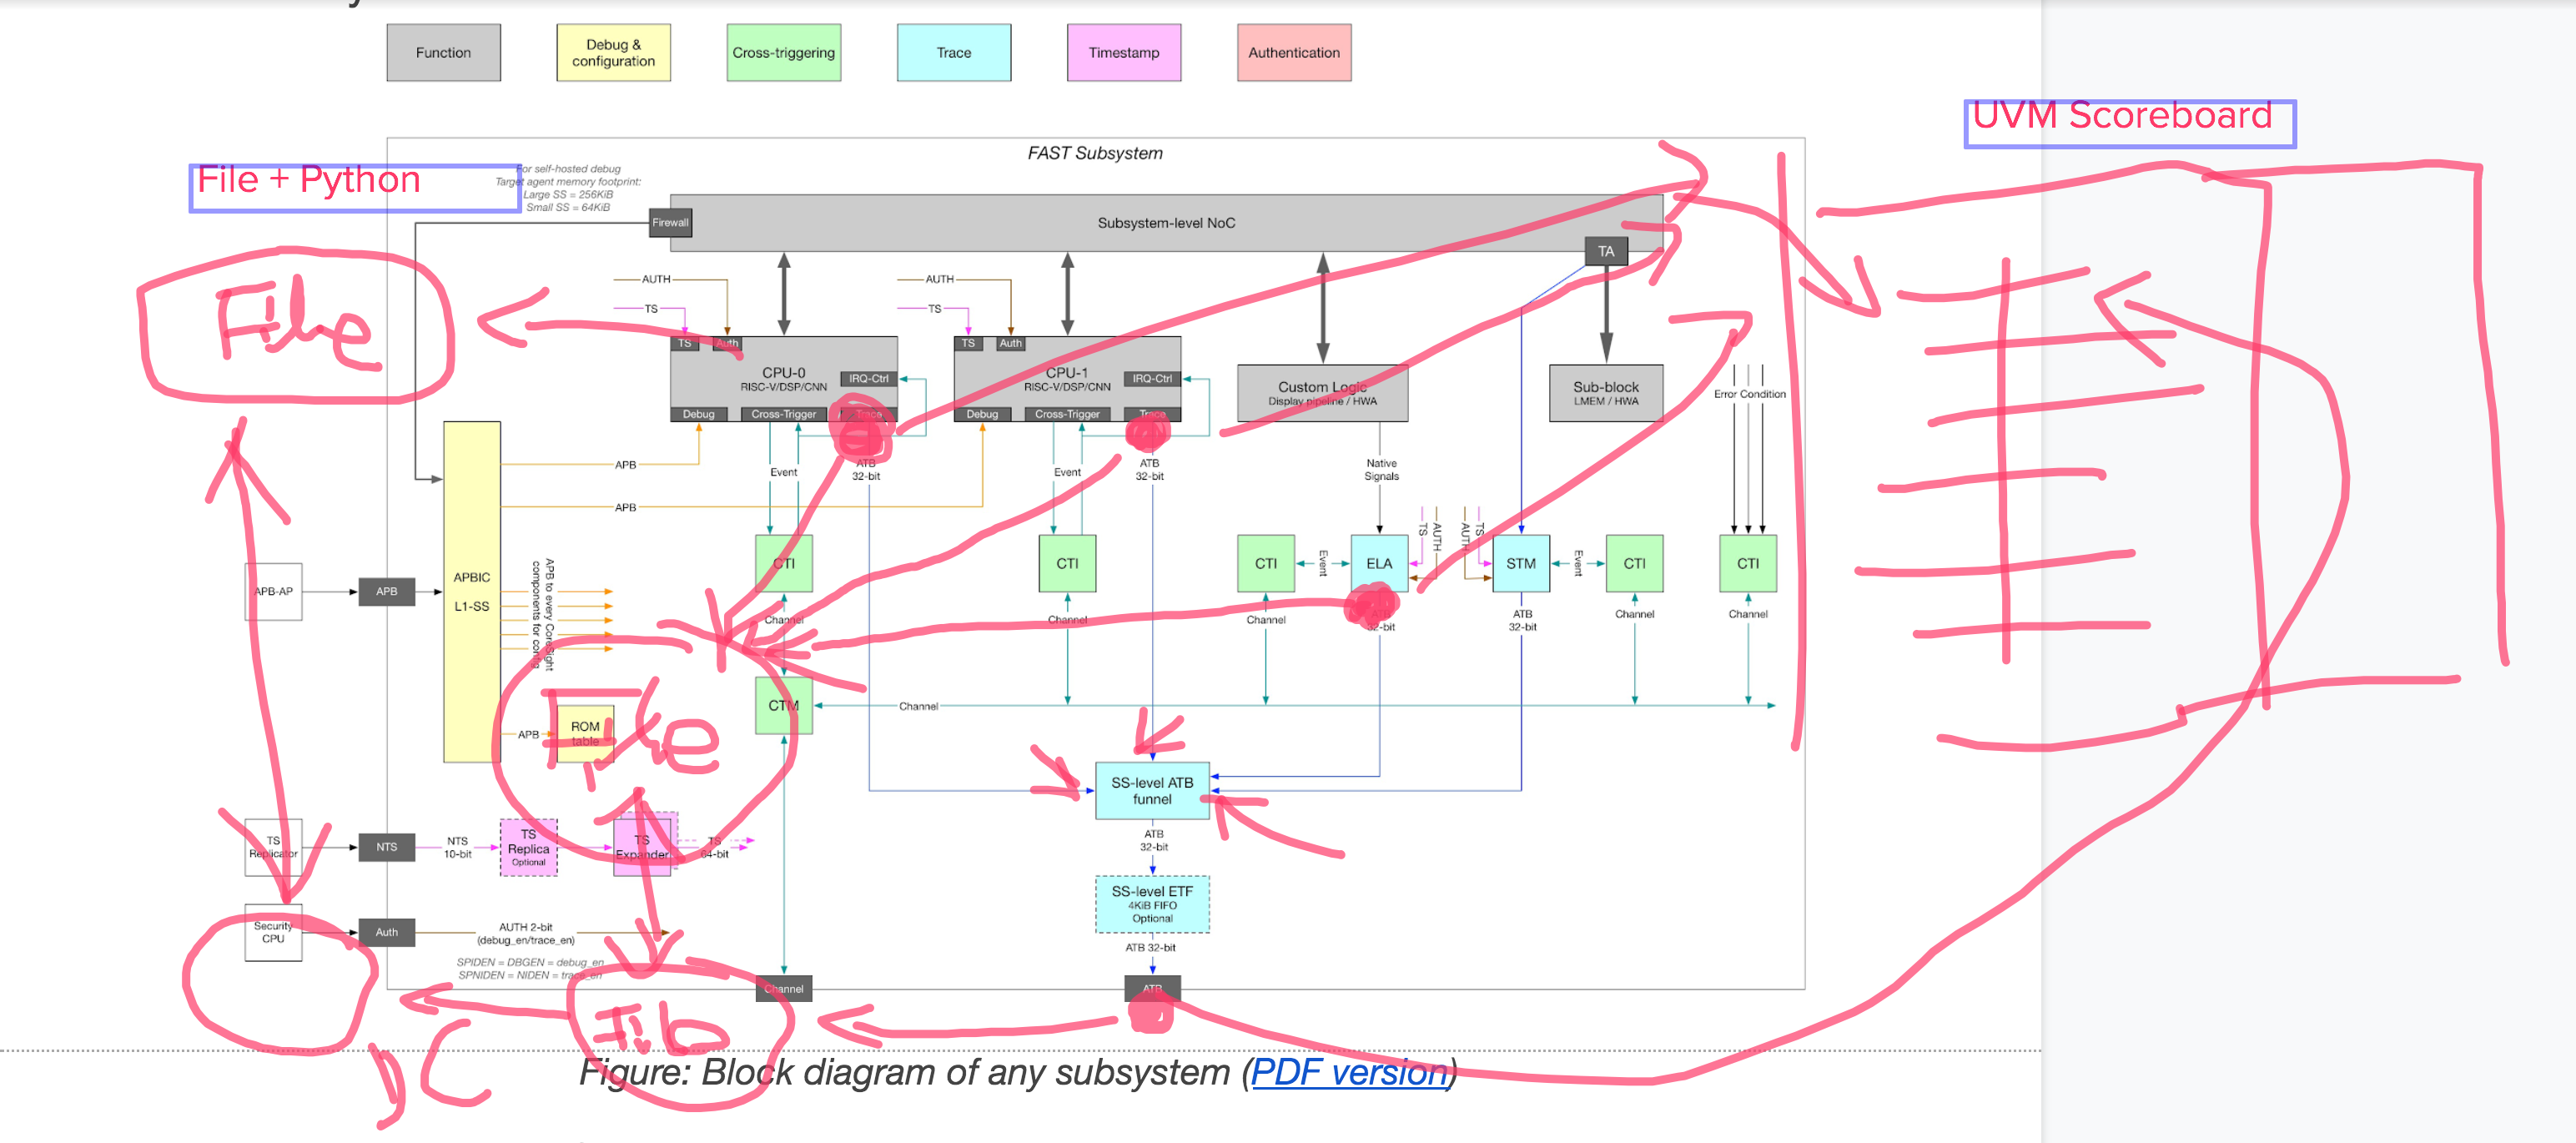 Function
Debug &
configuration
Cross-triggering
Trace
Timestamp
Authentication
UVM Scoreboard
FAST Subsystem
File + Python
For self-hosted debug
Target agent memory footprint:
Large SS = 256KiB
Small SS = 64KiB
Firewall
Subsystem-level NoC
TA
AUTH
TS
AUTH
TS
File
TS
Auth
CPU-0
RISC-V/DSP/CNN
IRQ-Ctrl
Debug
Cross-Trigger
Trace
TS
Auth
CPU-1
RISC-V/DSP/CNN
IRQ-Ctrl
Debug
Cross-Trigger
Trace
Custom Logic
Display pipeline / HWA
Sub-block
LMEM / HWA
Error Condition
APB
APB
Event
ATB
32-bit
Event
ATB
32-bit
Native
Signals
TS
AUTH
AUTH
TS
APB-AP
APB
APBIC
L1-SS
APB to every CoreSight
components for config
CTI
CTI
CTI
Event
ELA
STM
Event
CTI
CTI
Channel
Channel
Channel
ATB
32-bit
ATB
32-bit
Channel
Channel
CTM
Channel
APB
ROM
table
File
SS-level ATB
funnel
TS
Replicator
NTS
NTS
10-bit
TS
Replica
Optional
TS
Expander
TS
64-bit
ATB
32-bit
SS-level ETF
4KiB FIFO
Optional
Security
CPU
Auth
AUTH 2-bit
(debug_en/trace_en)
ATB 32-bit
SPIDEN = DBGEN = debug_en
SPNIDEN = NIDEN = trace_en
Channel
ATB
Figure: Block diagram of any subsystem (PDF version)